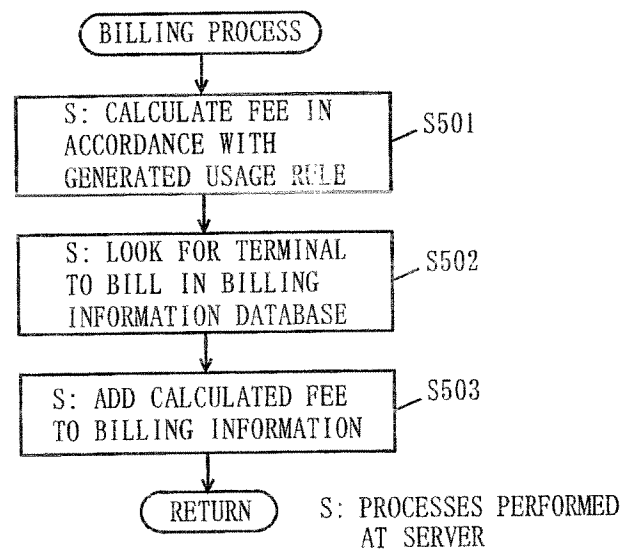 BILLING PROCESS
S: CALCULATE FEE IN
ACCORDANCE WITH
GENERATED USAGE RULE
S501
S: LOOK FOR TERMINAL
TO BILL IN BILLING
INFORMATION DATABASE
S502
S: ADD CALCULATED FEE
TO BILLING INFORMATION
S503
RETURN
S: PROCESSES PERFORMED
AT SERVER